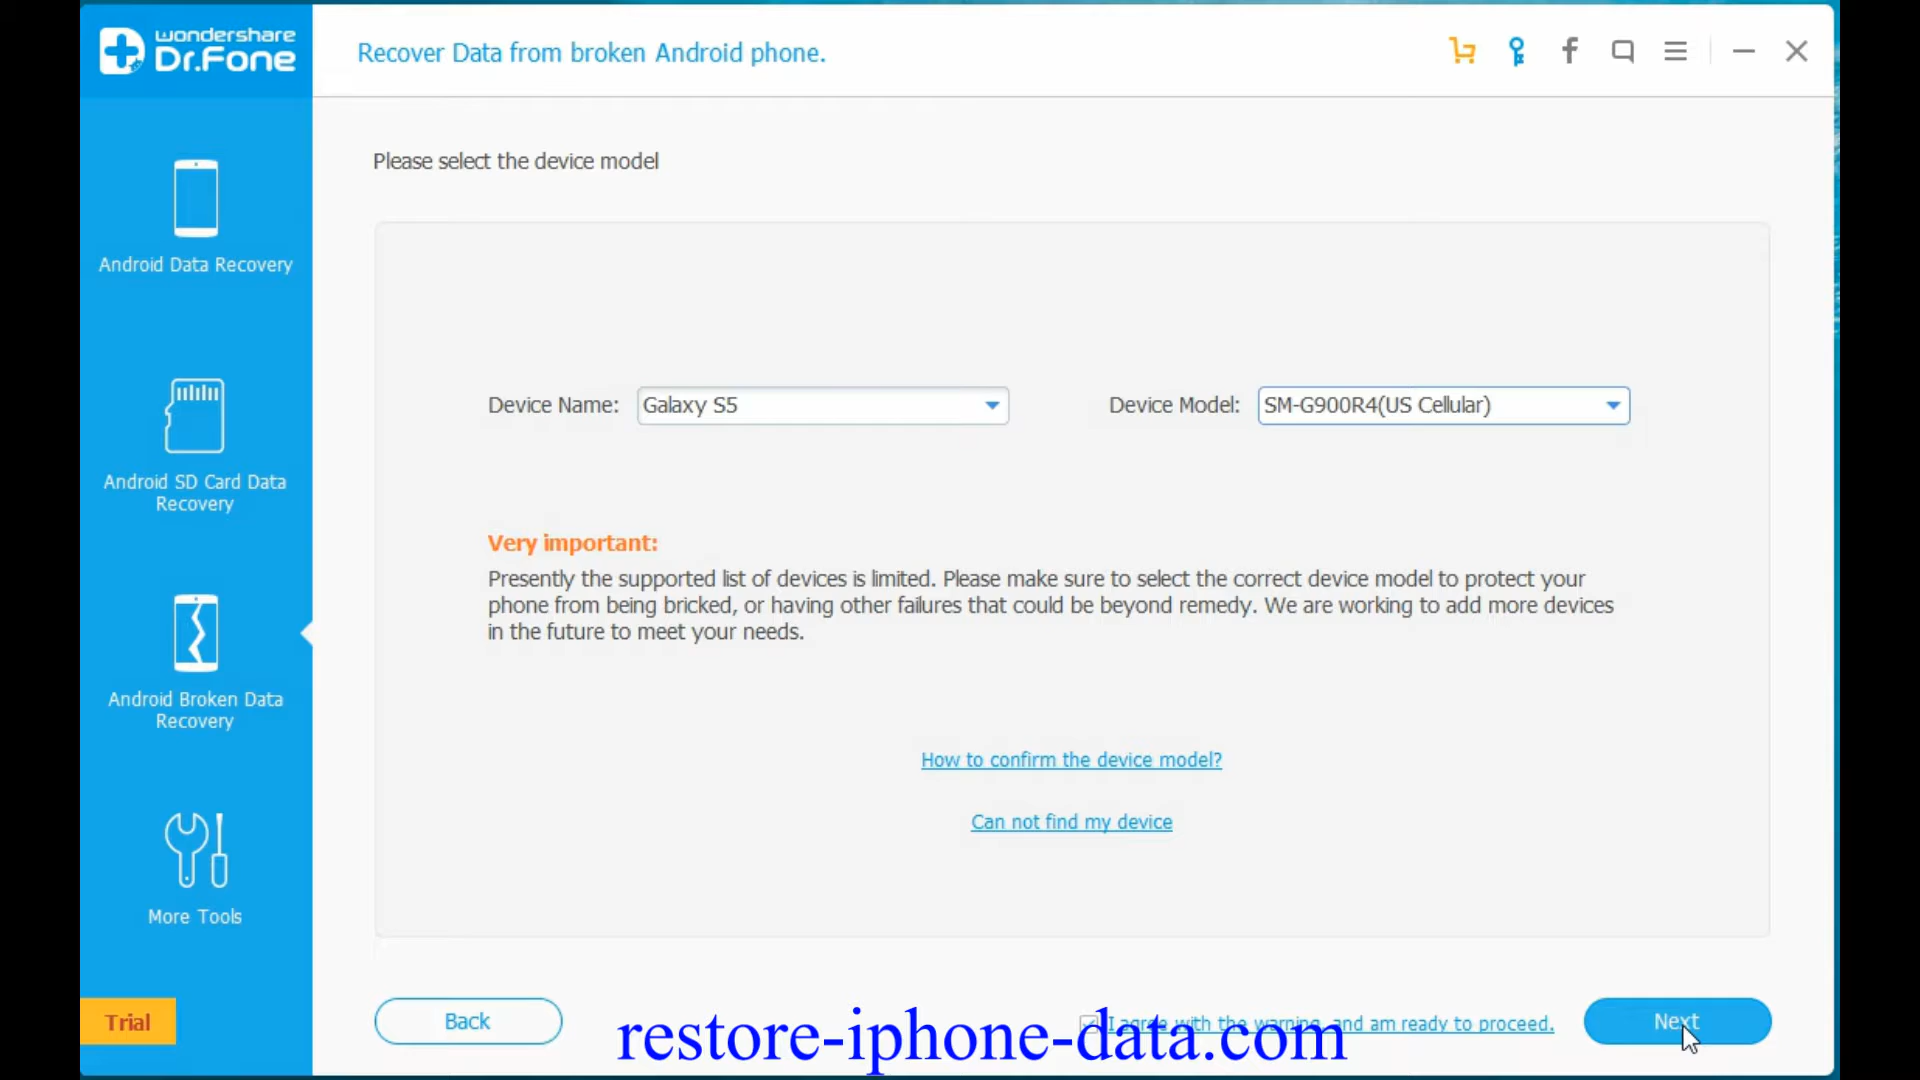 wondershare
Dr.Fone
Recover Data from broken Android phone.
Please select the device model
Android Data Recovery
Android SD Card Data
Recovery
Android Broken Data
Recovery
More Tools
Trial
Device Name: Galaxy S5
Device Model: SM-G900R4(US Cellular)
Very important:
Presently the supported list of devices is limited. Please make sure to select the correct device model to protect your
phone from being bricked, or having other failures that could be beyond remedy. We are working to add more devices
in the future to meet your needs.
How to confirm the device model?
Can not find my device
Back
I agree with the warning, and am ready to proceed.
Next
restore-iphone-data.com